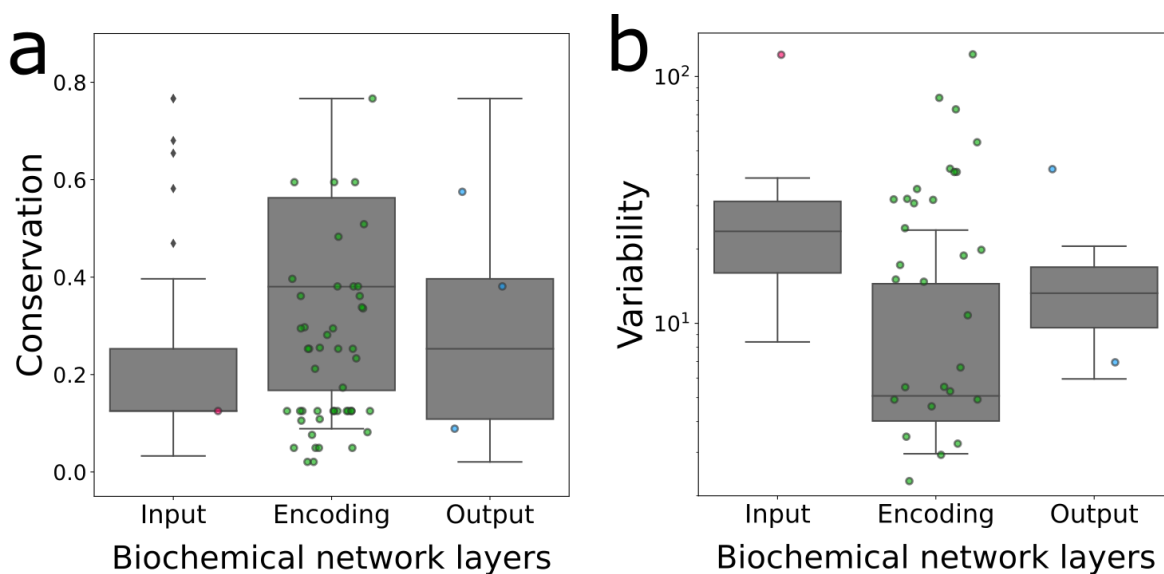 a
Conservation
0.8
0.6
0.4
0.2
0.0
Input Encoding Output
Biochemical network layers
b
Variability
10²
10¹
Input Encoding Output
Biochemical network layers